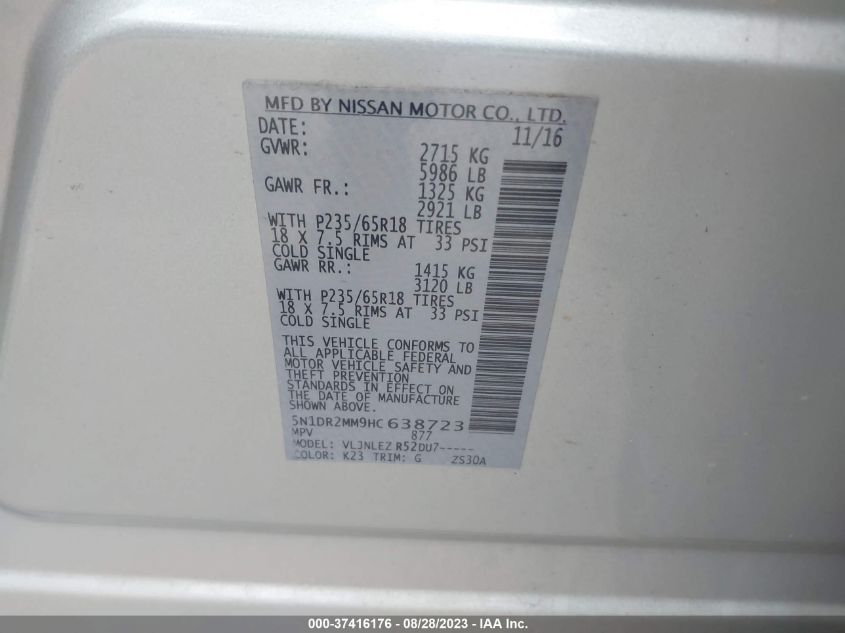 MFD BY NISSAN MOTOR CO., LTD.
DATE: 11/16
GVWR: 2715 KG
5986 LB
GAWR FR.: 1325 KG
2921 LB
WITH P235/65R18 TIRES
18 X 7.5 RIMS AT 33 PSI
COLD SINGLE
GAWR RR.: 1415 KG
3120 LB
WITH P235/65R18 TIRES
18 X 7.5 RIMS AT 33 PSI
COLD SINGLE
THIS VEHICLE CONFORMS TO
ALL APPLICABLE FEDERAL
MOTOR VEHICLE SAFETY AND
THEFT PREVENTION
STANDARDS IN EFFECT ON
THE DATE OF MANUFACTURE
SHOWN ABOVE.
5N1DR2MM9HC638723
MPV 877
MODEL: VLJNLEZ R52DU7-----
COLOR: K23 TRIM: G ZS30A
000-37416176 | 08/28/2023 | © Copyright 2023, IAA, Inc.